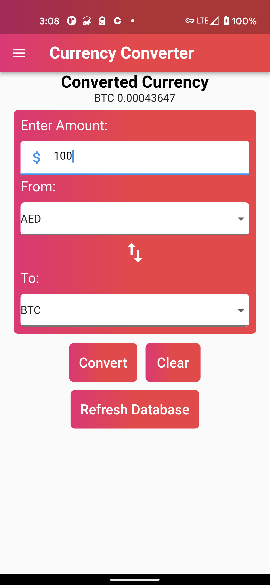 3:08 LTE 100%
Currency Converter
Converted Currency
BTC 0.00043647
Enter Amount:
$ 100
From:
AED
To:
BTC
Convert Clear
Refresh Database